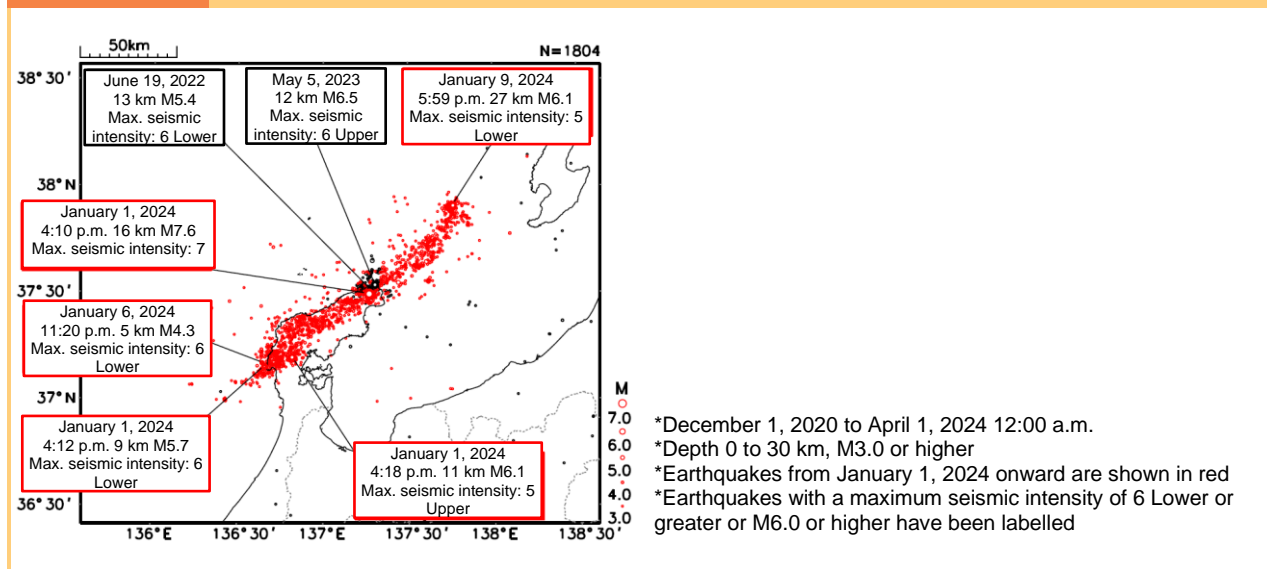 50km
N=1804
38°30'
38°N
37°30'
37°N
36°30'
136°E
136°30'
137°E
137°30'
138°E
138°30'
June 19, 2022
13 km M5.4
Max. seismic
intensity: 6 Lower
May 5, 2023
12 km M6.5
Max. seismic
intensity: 6 Upper
January 9, 2024
5:59 p.m. 27 km M6.1
Max. seismic intensity: 5
Lower
January 1, 2024
4:10 p.m. 16 km M7.6
Max. seismic intensity: 7
January 6, 2024
11:20 p.m. 5 km M4.3
Max. seismic intensity: 6
Lower
January 1, 2024
4:12 p.m. 9 km M5.7
Max. seismic intensity: 6
Lower
January 1, 2024
4:18 p.m. 11 km M6.1
Max. seismic intensity: 5
Upper
M
7.0
6.0
5.0
4.0
3.0
*December 1, 2020 to April 1, 2024 12:00 a.m.
*Depth 0 to 30 km, M3.0 or higher
*Earthquakes from January 1, 2024 onward are shown in red
*Earthquakes with a maximum seismic intensity of 6 Lower or
greater or M6.0 or higher have been labelled